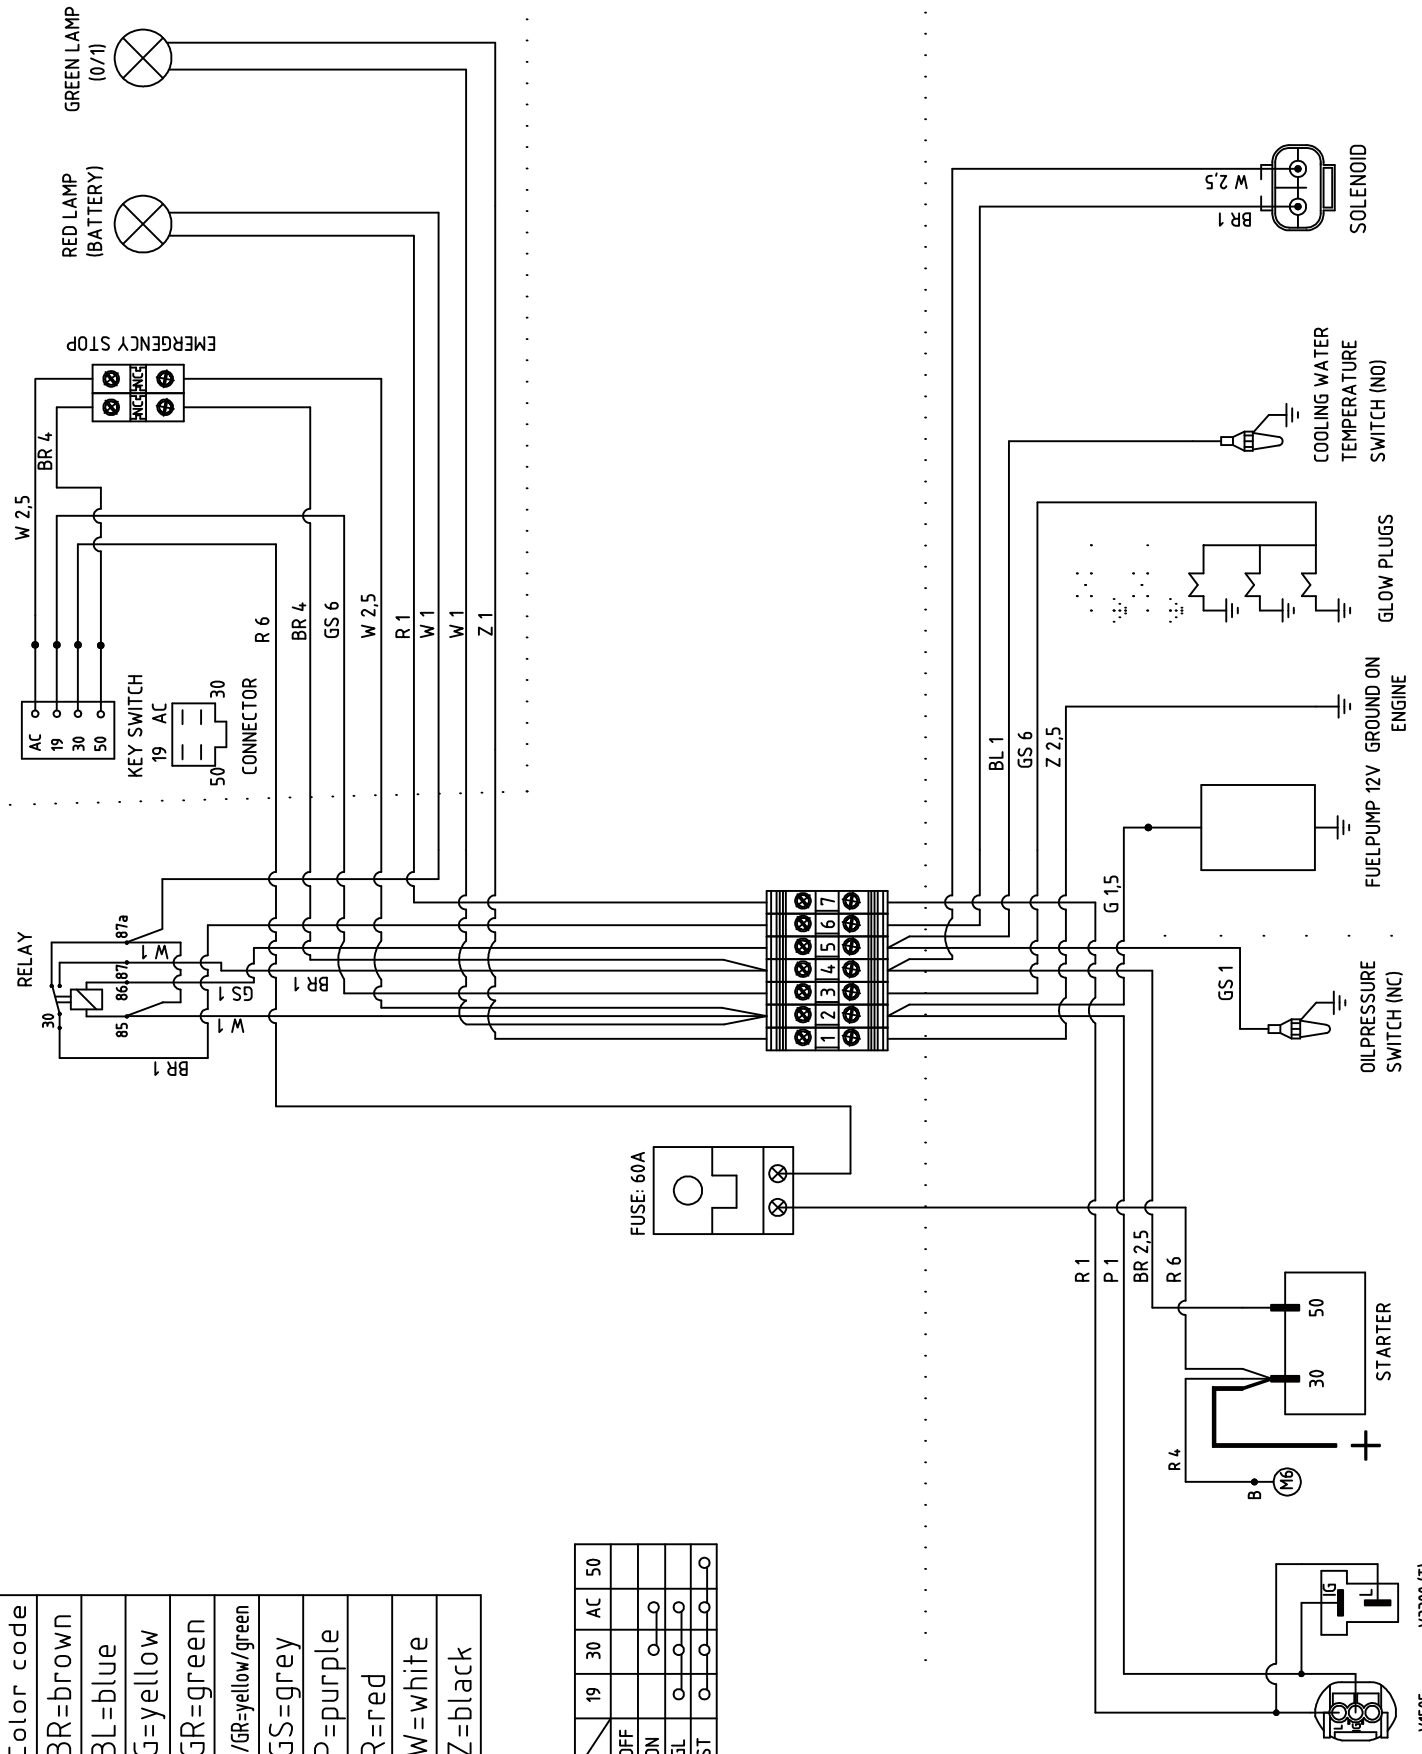 GREEN LAMP
(0/1)
RED LAMP
(BATTERY)
EMERGENCY STOP
NC
NC
W 2,5
BR 4
AC
19
30
50
KEY SWITCH
19 AC
50 30
CONNECTOR
R 6
BR 4
GS 6
W 2,5
R 1
W 1
W 1
Z 1
RELAY
30
87a
87
86
85
W 1
GS 1
W 1
BR 1
BR 1
1
2
3
4
5
6
7
FUSE: 60A
W 2,5
BR 1
SOLENOID
COOLING WATER
TEMPERATURE
SWITCH (NO)
GLOW PLUGS
BL 1
GS 6
Z 2,5
GROUND ON
ENGINE
FUELPUMP 12V
G 1,5
GS 1
OILPRESSURE
SWITCH (NC)
R 1
P 1
BR 2,5
R 6
50
30
STARTER
R 4
B
M6
IG
L
L
IG
Color code
BR=brown
BL=blue
G=yellow
GR=green
/GR=yellow/green
GS=grey
P=purple
R=red
W=white
Z=black
19 30 AC 50
OFF
ON
GL
ST